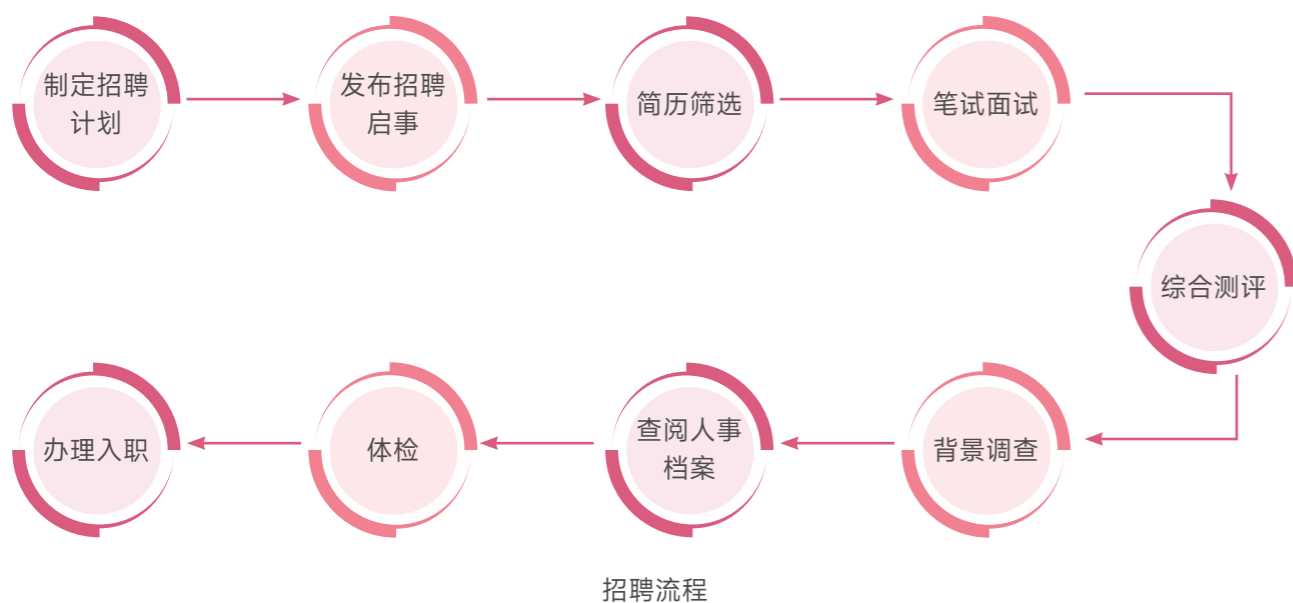 制定招聘
计划
发布招聘
启事
简历筛选
笔试面试
综合测评
背景调查
查阅人事
档案
体检
办理入职
招聘流程